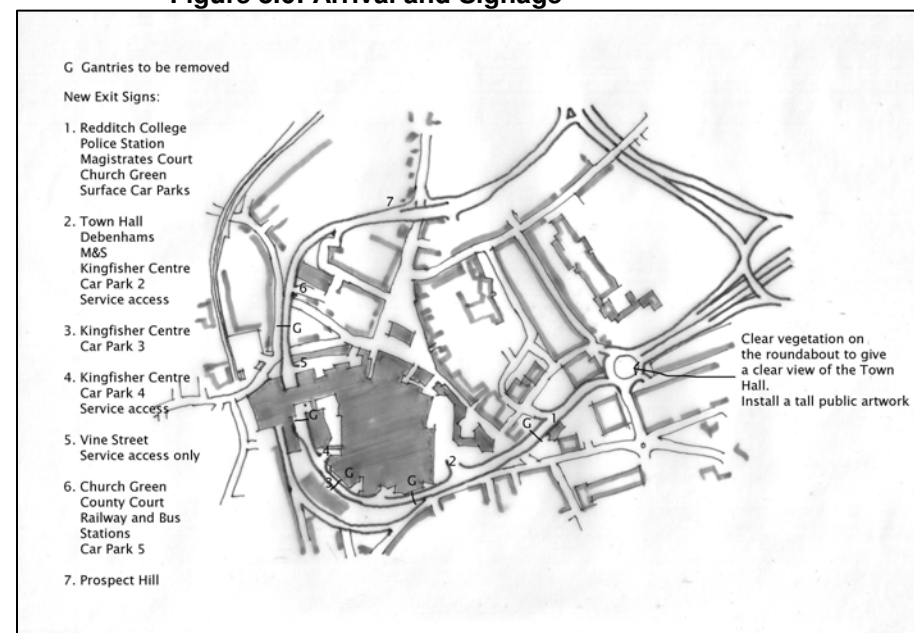 Figure 3.6: Arrival and Signage
G Gantries to be removed
New Exit Signs:
1. Redditch College
Police Station
Magistrates Court
Church Green
Surface Car Parks
2. Town Hall
Debenhams
M&S
Kingfisher Centre
Car Park 2
Service access
3. Kingfisher Centre
Car Park 3
4. Kingfisher Centre
Car Park 4
Service access
5. Vine Street
Service access only
6. Church Green
County Court
Railway and Bus
Stations
Car Park 5
7. Prospect Hill
7
6
G
5
G
4
3
G
G
2
G
1
Clear vegetation on
the roundabout to give
a clear view of the Town
Hall.
Install a tall public artwork